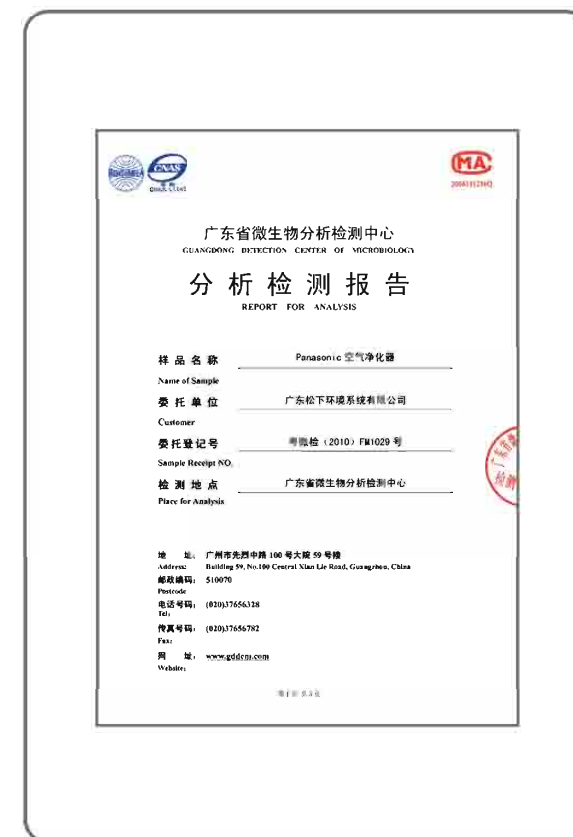 CNAS
MA
广东省微生物分析检测中心
GUANGDONG DETECTION CENTER OF MICROBIOLOGY
分析检测报告
REPORT FOR ANALYSIS
样品名称 Panasonic 空气净化器
Name of Sample
委托单位 广东松下环境系统有限公司
Customer
委托登记号 粤微检（2010）FM1029 号
Sample Receipt NO.
检测地点 广东省微生物分析检测中心
Place for Analysis
地 址： 广州市先烈中路 100 号大院 59 号楼
Address: Building 59, No.100 Central Xian Lie Road, Guangzhou, China
邮政编码： 510070
Postcode
电话号码： (020)37656328
Tel:
传真号码： (020)37656782
Fax:
网 址： www.gddcm.com
Website: